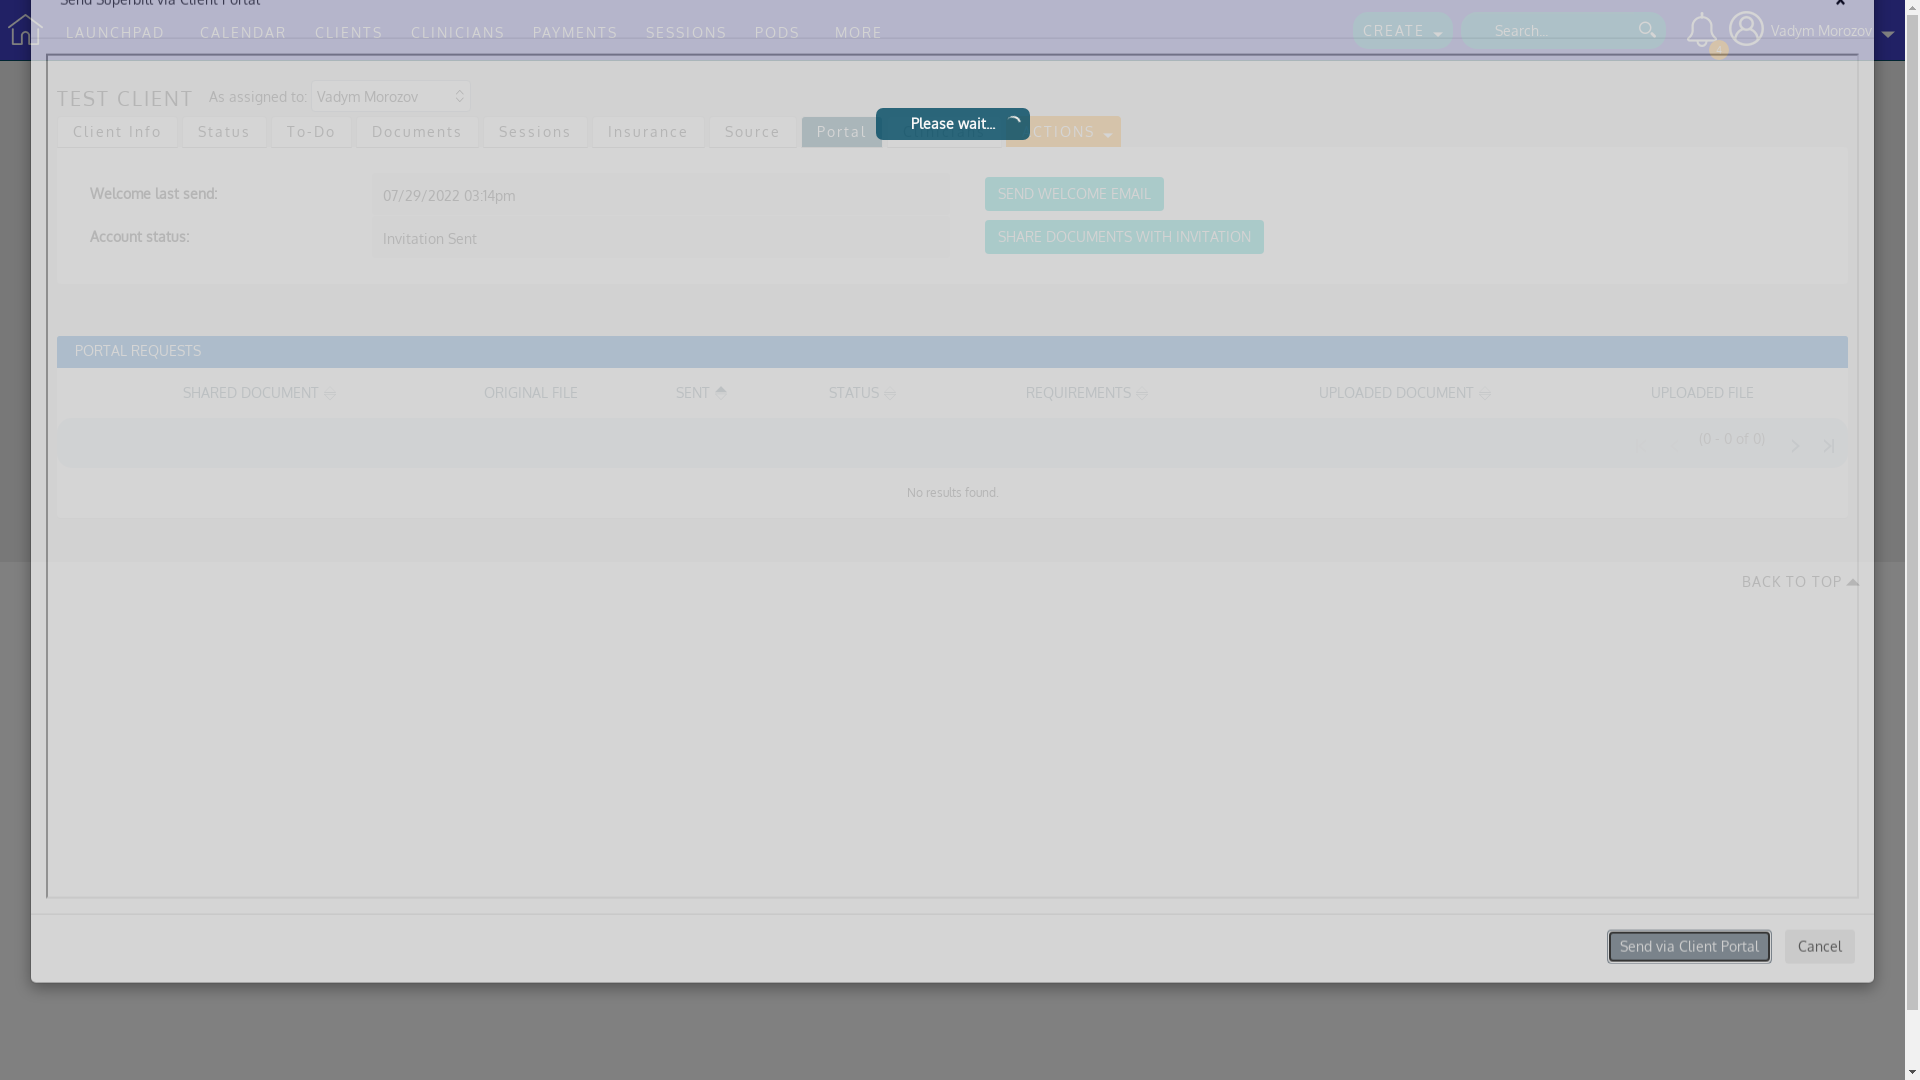 Send Superbill via Client Portal
LAUNCHPAD CALENDAR CLIENTS CLINICIANS PAYMENTS SESSIONS PODS MORE CREATE Search... Vadym Morozov
TEST CLIENT As assigned to: Vadym Morozov
Please wait...
Client Info Status To-Do Documents Sessions Insurance Source Portal CTIONS
Welcome last send: 07/29/2022 03:14pm SEND WELCOME EMAIL
Account status: Invitation Sent SHARE DOCUMENTS WITH INVITATION
PORTAL REQUESTS
SHARED DOCUMENT ORIGINAL FILE SENT STATUS REQUIREMENTS UPLOADED DOCUMENT UPLOADED FILE
(0 - 0 of 0)
No results found.
BACK TO TOP
Send via Client Portal Cancel